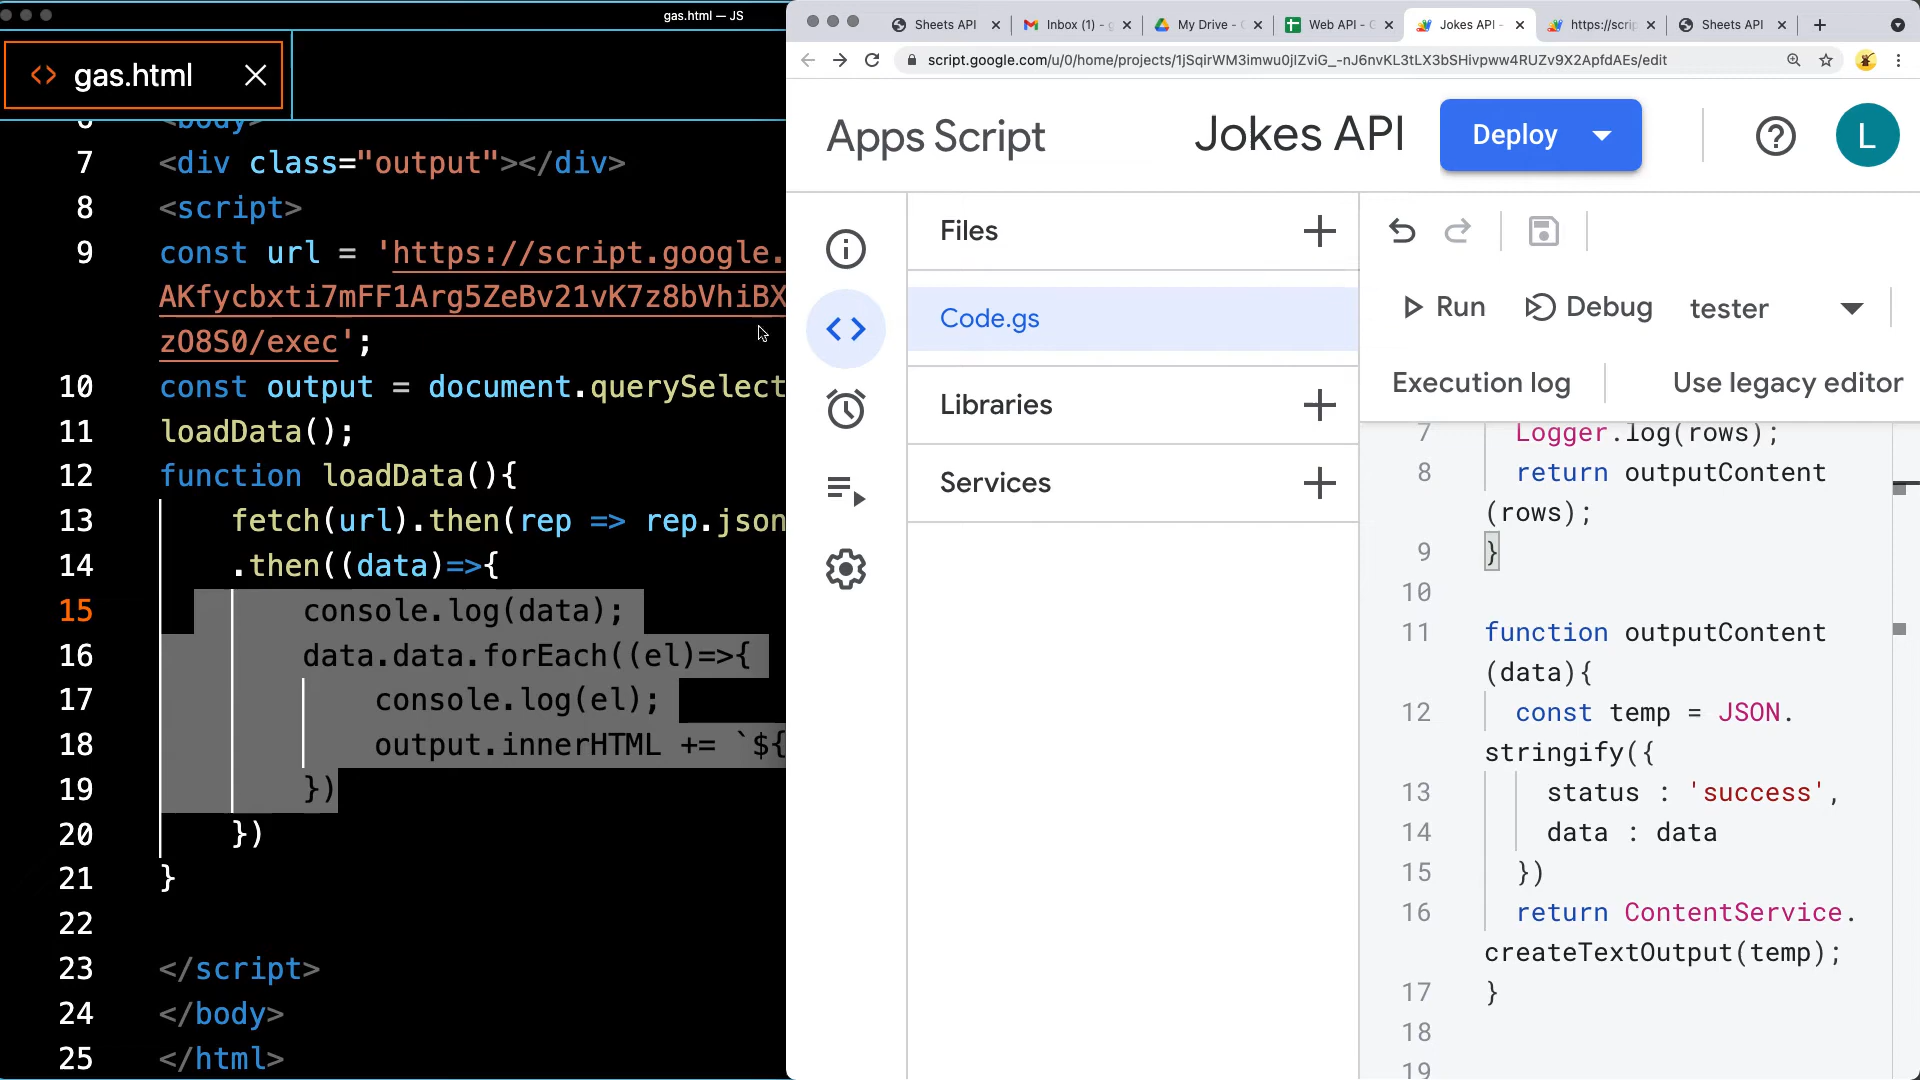 gas.html — JS
gas.html
6 <body>
7 <div class="output"></div>
8 <script>
9 const url = 'https://script.google.
AKfycbxti7mFF1Arg5ZeBv21vK7z8bVhiBX
zO8S0/exec';
10 const output = document.querySelect
11 loadData();
12 function loadData(){
13 fetch(url).then(rep => rep.json
14 .then((data)=>{
15 console.log(data);
16 data.data.forEach((el)=>{
17 console.log(el);
18 output.innerHTML += `${
19 })
20 })
21 }
22
23 </script>
24 </body>
25 </html>
Sheets API
Inbox (1) - g
My Drive -
Web API -
Jokes API -
https://scrip
Sheets API
script.google.com/u/0/home/projects/1jSqirWM3imwu0jlZviG_-nJ6nvKL3tLX3bSHivpww4RUZv9X2ApfdAEs/edit
Apps Script
Jokes API
Deploy
L
Files
Code.gs
Libraries
Services
Run
Debug
tester
Execution log
Use legacy editor
7 Logger.log(rows);
8 return outputContent
(rows);
9 }
10
11 function outputContent
(data){
12 const temp = JSON.
stringify({
13 status : 'success',
14 data : data
15 })
16 return ContentService.
createTextOutput(temp);
17 }
18
19